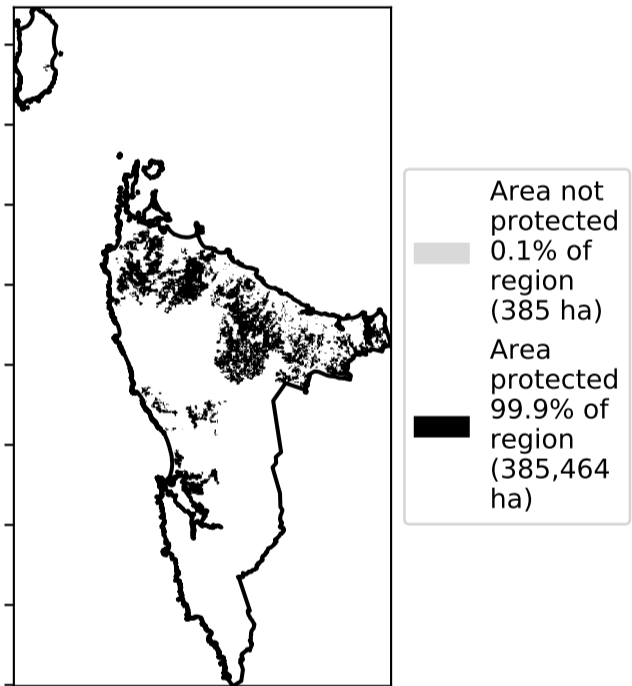 Area not
protected
0.1% of
region
(385 ha)
Area
protected
99.9% of
region
(385,464
ha)